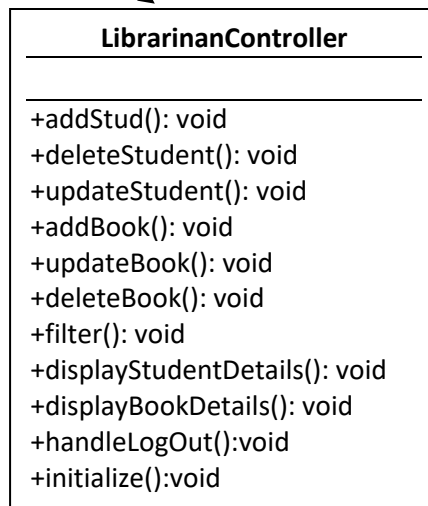 LibrarinanController
+addStud(): void
+deleteStudent(): void
+updateStudent(): void
+addBook(): void
+updateBook(): void
+deleteBook(): void
+filter(): void
+displayStudentDetails(): void
+displayBookDetails(): void
+handleLogOut():void
+initialize():void